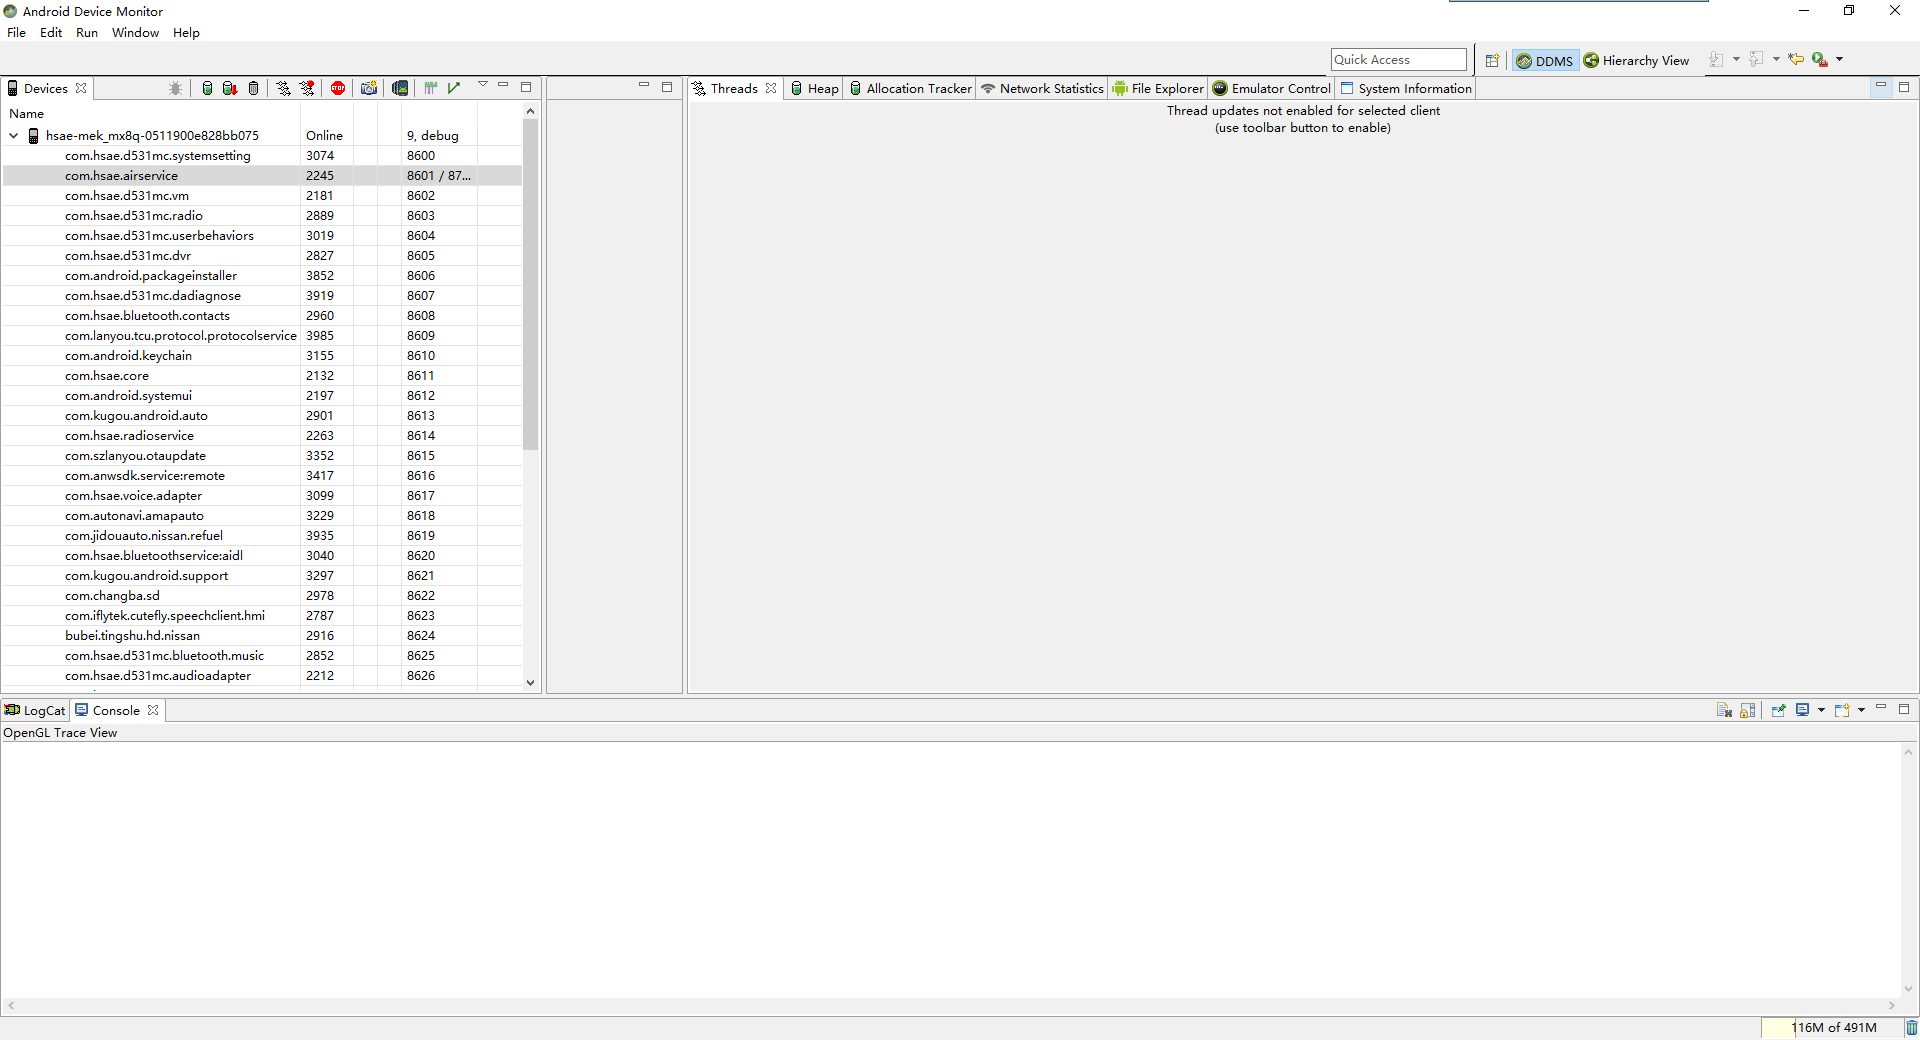 Android Device Monitor
File Edit Run Window Help
Quick Access
DDMS Hierarchy View
Devices
Threads Heap Allocation Tracker Network Statistics File Explorer Emulator Control System Information
Thread updates not enabled for selected client
(use toolbar button to enable)
Name
hsae-mek_mx8q-0511900e828bb075 Online 9, debug
com.hsae.d531mc.systemsetting 3074 8600
com.hsae.airservice 2245 8601 / 87...
com.hsae.d531mc.vm 2181 8602
com.hsae.d531mc.radio 2889 8603
com.hsae.d531mc.userbehaviors 3019 8604
com.hsae.d531mc.dvr 2827 8605
com.android.packageinstaller 3852 8606
com.hsae.d531mc.dadiagnose 3919 8607
com.hsae.bluetooth.contacts 2960 8608
com.lanyou.tcu.protocol.protocolservice 3985 8609
com.android.keychain 3155 8610
com.hsae.core 2132 8611
com.android.systemui 2197 8612
com.kugou.android.auto 2901 8613
com.hsae.radioservice 2263 8614
com.szlanyou.otaupdate 3352 8615
com.anwsdk.service:remote 3417 8616
com.hsae.voice.adapter 3099 8617
com.autonavi.amapauto 3229 8618
com.jidouauto.nissan.refuel 3935 8619
com.hsae.bluetoothservice:aidl 3040 8620
com.kugou.android.support 3297 8621
com.changba.sd 2978 8622
com.iflytek.cutefly.speechclient.hmi 2787 8623
bubei.tingshu.hd.nissan 2916 8624
com.hsae.d531mc.bluetooth.music 2852 8625
com.hsae.d531mc.audioadapter 2212 8626
LogCat Console
OpenGL Trace View
116M of 491M